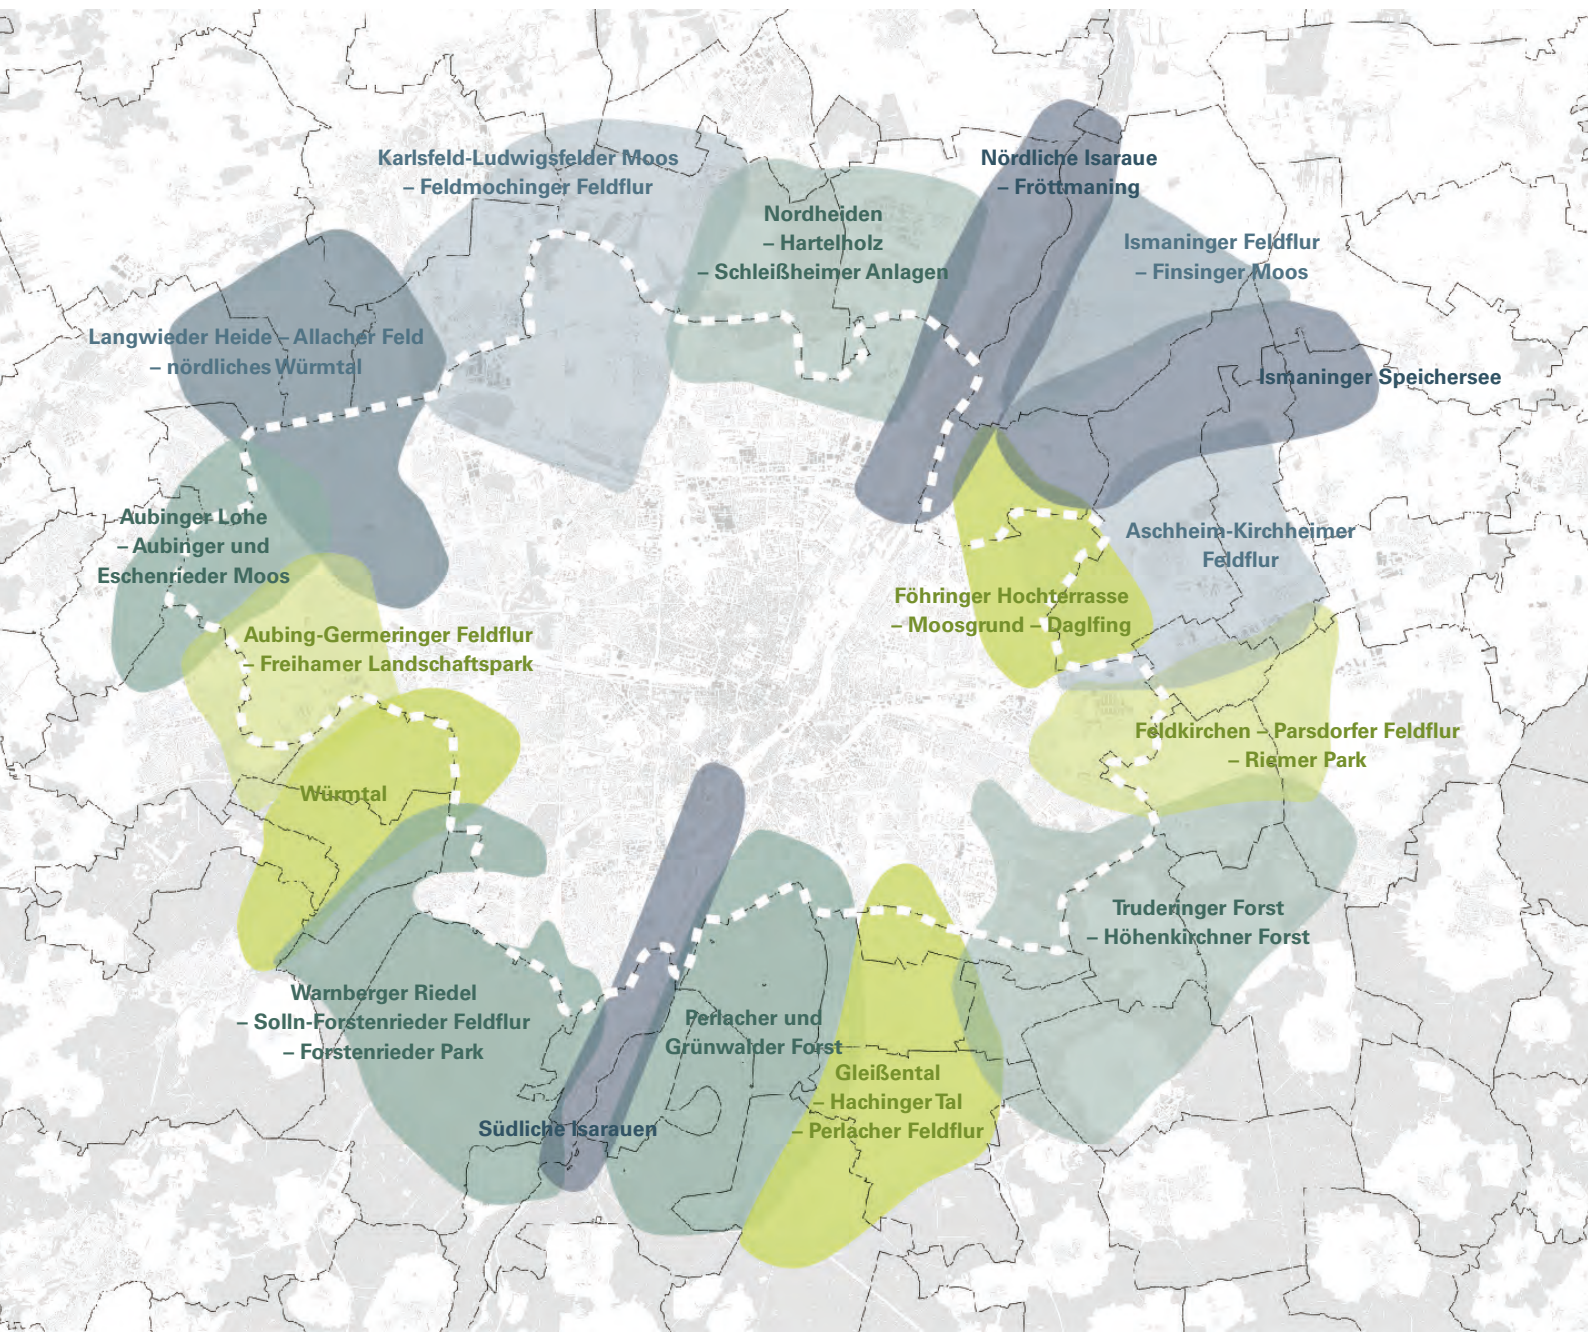 Karlsfeld-Ludwigsfelder Moos
– Feldmochinger Feldflur
Nördliche Isaraue
– Fröttmaning
Nordheiden
– Hartelholz
– Schleißheimer Anlagen
Ismaninger Feldflur
– Finsinger Moos
Langwieder Heide – Allacher Feld
– nördliches Würmtal
Ismaninger Speichersee
Aubinger Lohe
– Aubinger und
Eschenrieder Moos
Aschheim-Kirchheimer
Feldflur
Föhringer Hochterrasse
– Moosgrund – Daglfing
Aubing-Germeringer Feldflur
– Freihamer Landschaftspark
Feldkirchen – Parsdorfer Feldflur
– Riemer Park
Würmtal
Truderinger Forst
– Höhenkirchner Forst
Warnberger Riedel
– Solln-Forstenrieder Feldflur
– Forstenrieder Park
Perlacher und
Grünwalder Forst
Gleißental
– Hachinger Tal
– Perlacher Feldflur
Südliche Isarauen